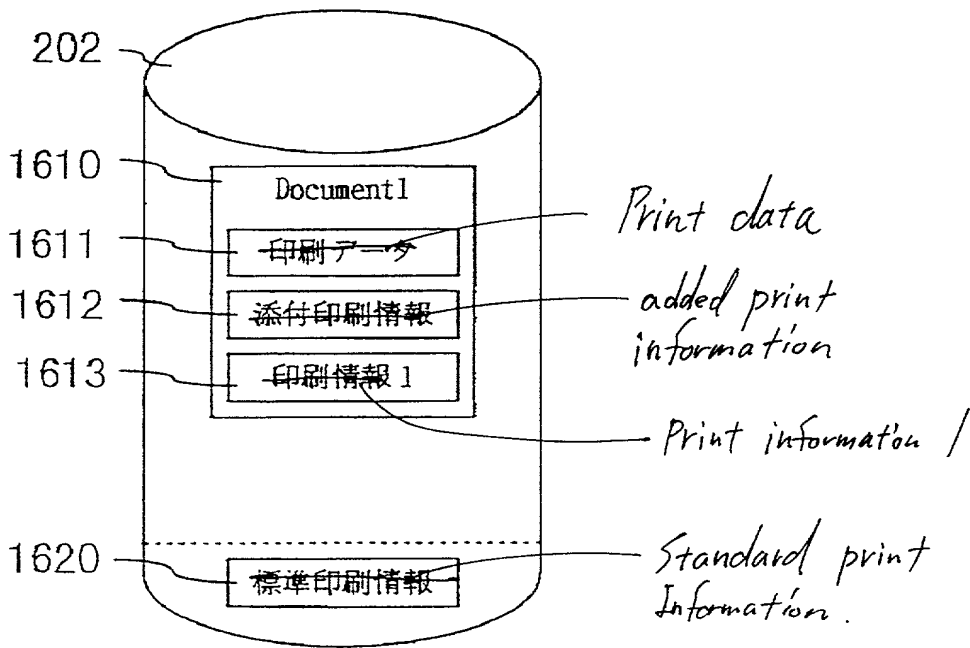 202
1610
Document1
1611
印刷データ
Print data
1612
添付印刷情報
added print
information
1613
印刷情報1
Print information 1
1620
標準印刷情報
Standard print
Information.